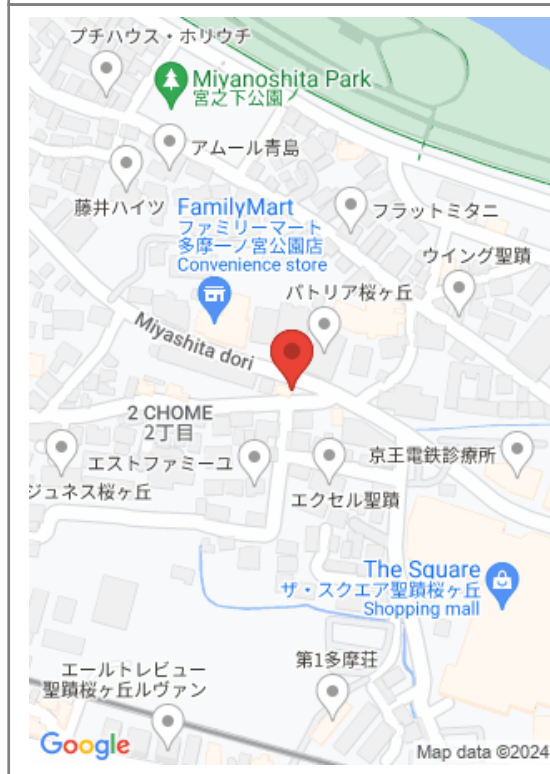 プチハウス・ホリウチ
Miyanoshita Park
宮之下公園
アムール青島
藤井ハイツ
FamilyMart
ファミリーマート
多摩一ノ宮公園店
Convenience store
フラットミタニ
ウイング聖蹟
パトリア桜ヶ丘
Miyashita dori
2 CHOME
2丁目
エストファミーユ
京王電鉄診療所
ジュネス桜ヶ丘
エクセル聖蹟
The Square
ザ・スクエア聖蹟桜ヶ丘
Shopping mall
第1多摩荘
エールトレビュー
聖蹟桜ヶ丘ルヴァン
Google
Map data ©2024